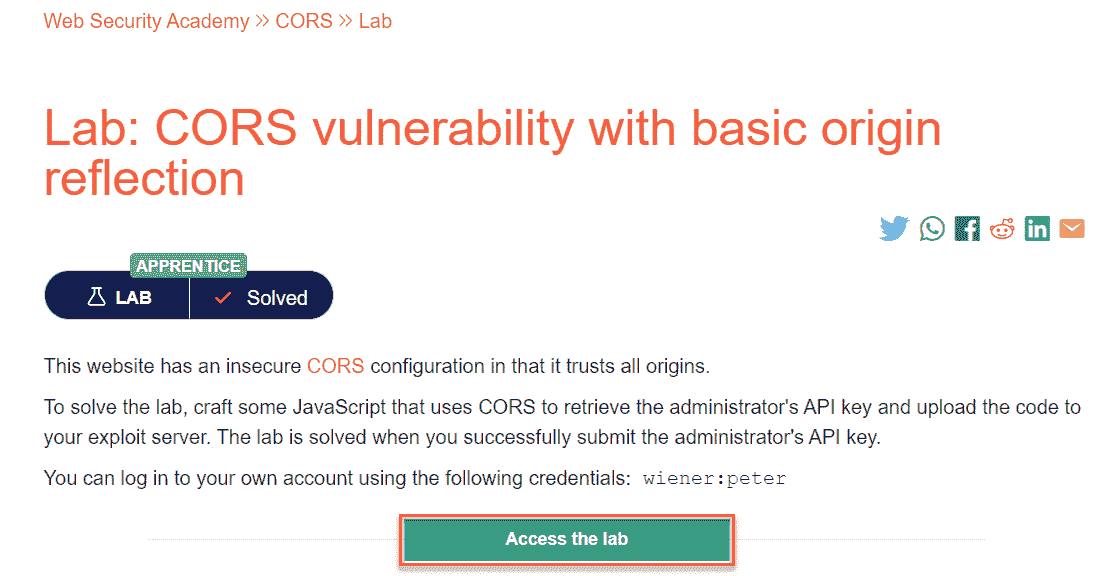 Web Security Academy >> CORS >> Lab
Lab: CORS vulnerability with basic origin
reflection
APPRENTICE
LAB Solved
This website has an insecure CORS configuration in that it trusts all origins.
To solve the lab, craft some JavaScript that uses CORS to retrieve the administrator's API key and upload the code to
your exploit server. The lab is solved when you successfully submit the administrator's API key.
You can log in to your own account using the following credentials: wiener:peter
Access the lab